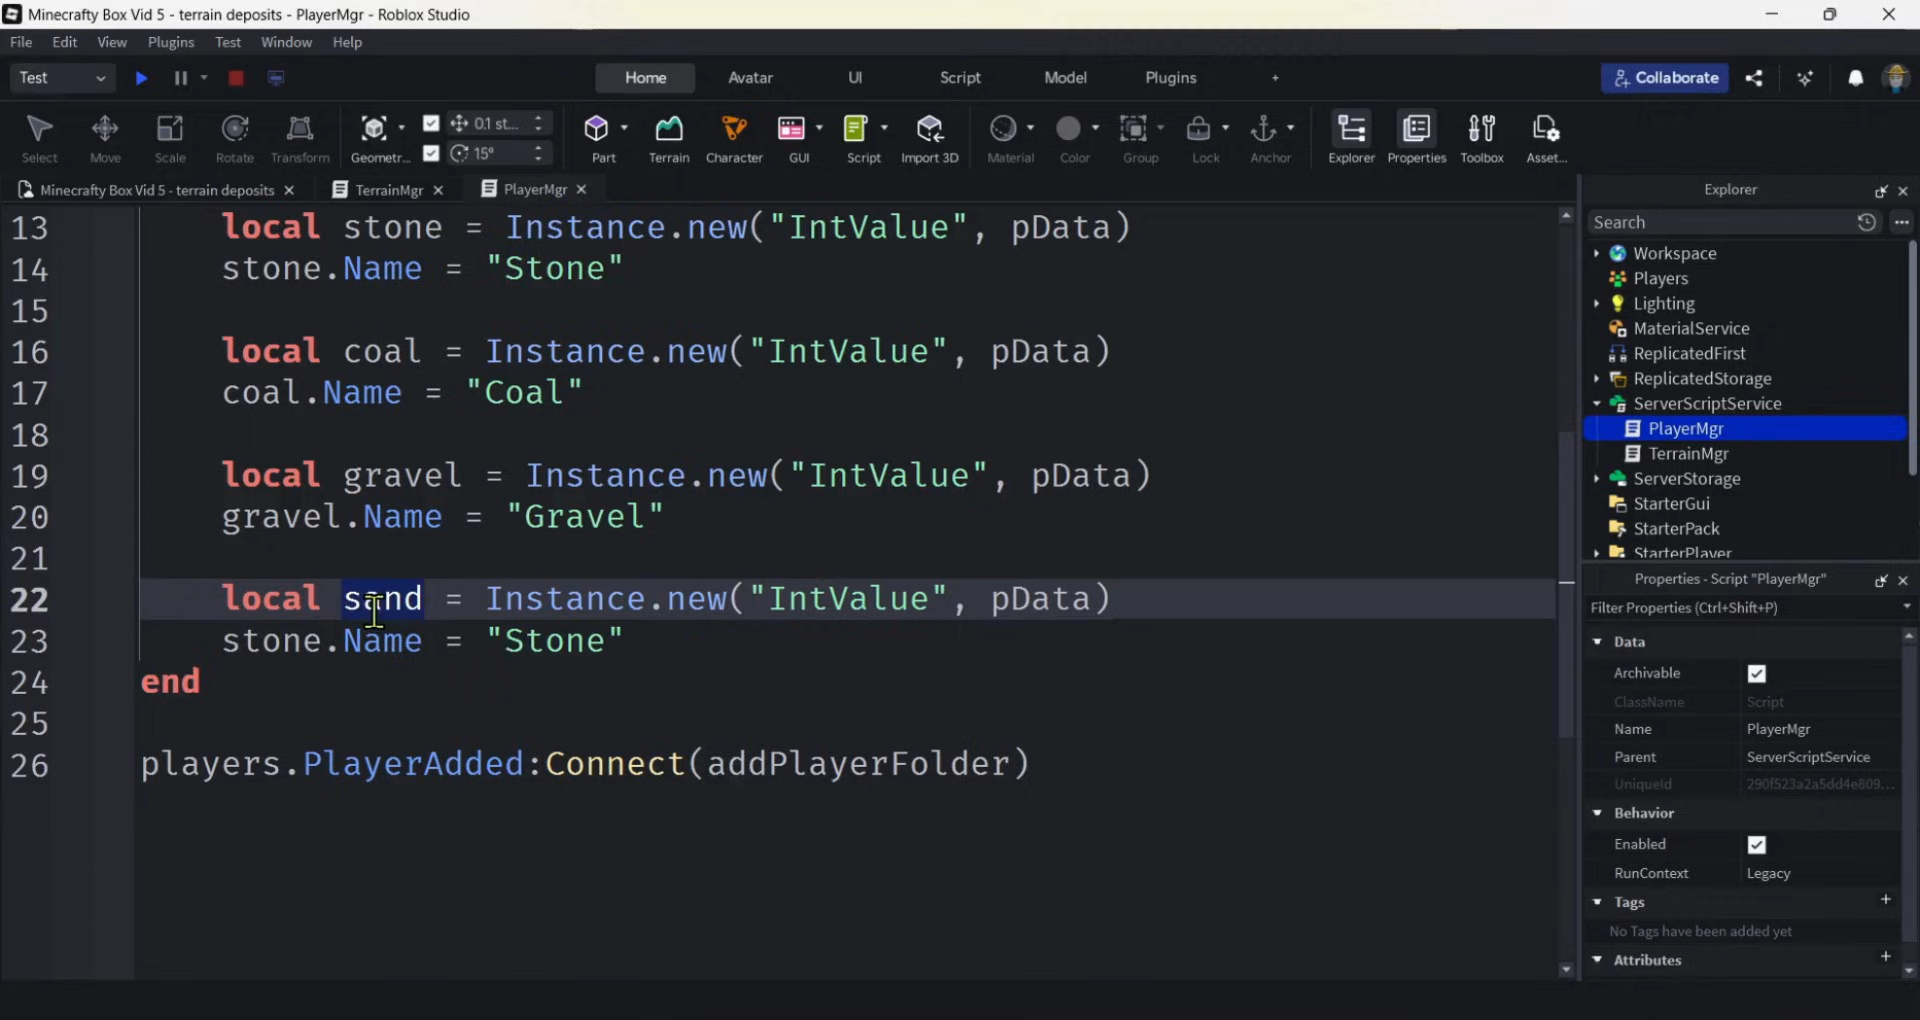 Minecrafty Box Vid 5 - terrain deposits - PlayerMgr - Roblox Studio
File Edit View Plugins Test Window Help
Test Home Avatar UI Script Model Plugins + Collaborate
0.1 st...
15°
Select Move Scale Rotate Transform Geometr... Part Terrain Character GUI Script Import 3D Material Color Group Lock Anchor Explorer Properties Toolbox Asset...
Minecrafty Box Vid 5 - terrain deposits TerrainMgr PlayerMgr
13 local stone = Instance.new("IntValue", pData)
14 stone.Name = "Stone"
15
16 local coal = Instance.new("IntValue", pData)
17 coal.Name = "Coal"
18
19 local gravel = Instance.new("IntValue", pData)
20 gravel.Name = "Gravel"
21
22 local sand = Instance.new("IntValue", pData)
23 stone.Name = "Stone"
24 end
25
26 players.PlayerAdded:Connect(addPlayerFolder)
Explorer
Search
Workspace
Players
Lighting
MaterialService
ReplicatedFirst
ReplicatedStorage
ServerScriptService
PlayerMgr
TerrainMgr
ServerStorage
StarterGui
StarterPack
StarterPlayer
Properties - Script "PlayerMgr"
Filter Properties (Ctrl+Shift+P)
Data
Archivable
ClassName Script
Name PlayerMgr
Parent ServerScriptService
UniqueId 290f523a2a5dd4e809...
Behavior
Enabled
RunContext Legacy
Tags +
No Tags have been added yet
Attributes +